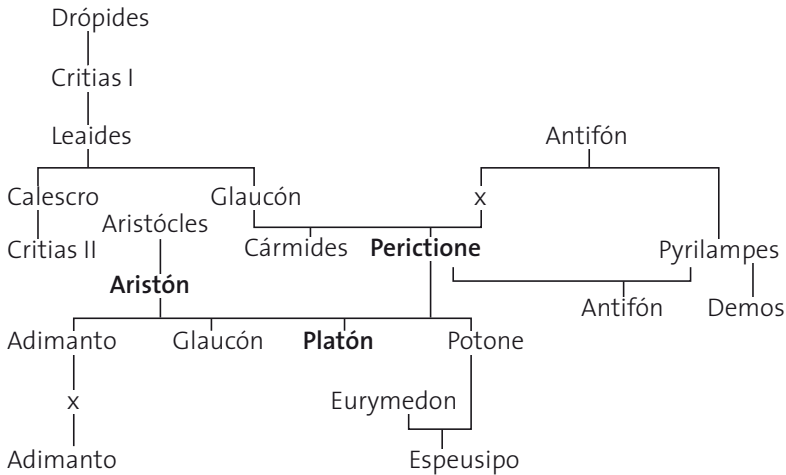 Drópides
Critias I
Leaides
Antifón
Calescro Glaucón x
Aristócles
Critias II Cármides Perictione Pyrilampes
Aristón
Antifón Demos
Adimanto Glaucón Platón Potone
x Eurymedon
Adimanto Espeusipo